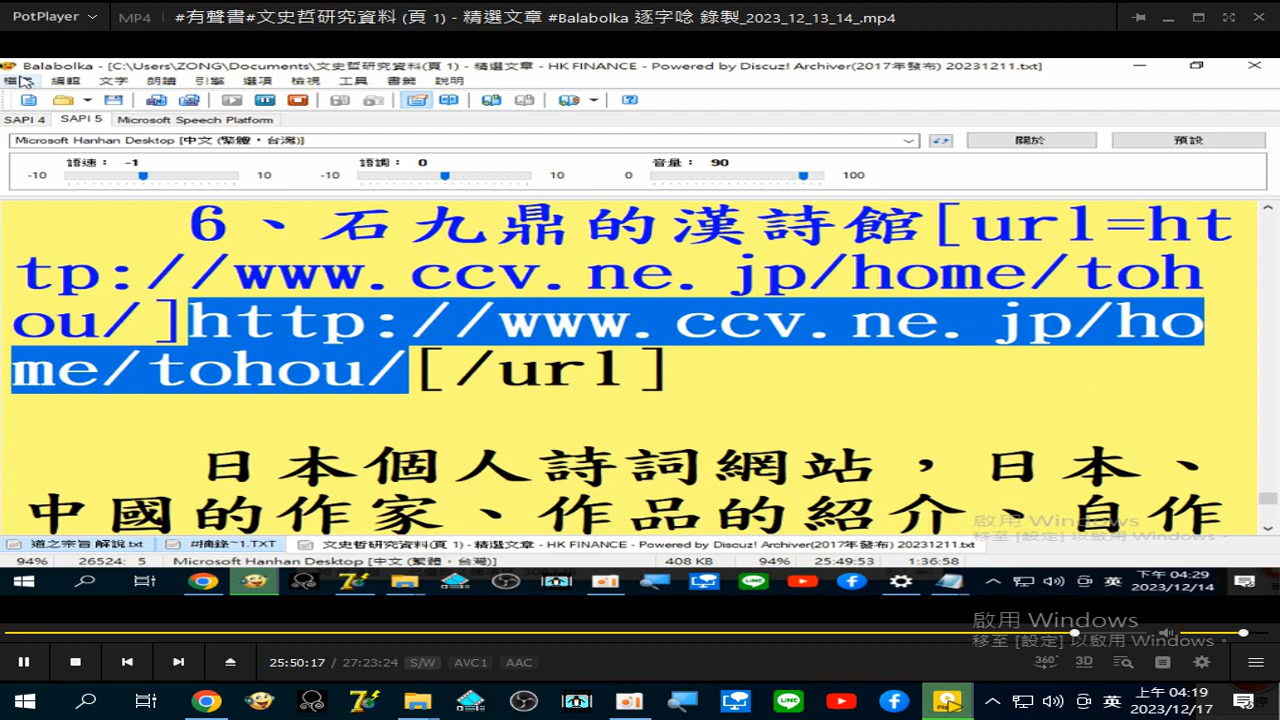 PotPlayer MP4 #有聲書#文史哲研究資料 (頁 1) - 精選文章 #Balabolka 逐字唸 錄製_2023_12_13_14_.mp4
Balabolka - [C:\Users\ZONG\Documents\文史哲研究資料(頁 1) - 精選文章 - HK FINANCE - Powered by Discuz! Archiver(2017年發布) 20231211.txt]
檔案 編輯 文字 朗讀 引擎 選項 檢視 工具 書籤 說明
SAPI 4 SAPI 5 Microsoft Speech Platform
Microsoft Hanhan Desktop [中文 (繁體，台灣)] 關於 預設
語速： -1 語調： 0 音量： 90
-10 10 -10 10 0 100
6、石九鼎的漢詩館[url=ht
tp://www.ccv.ne.jp/home/toh
ou/]http://www.ccv.ne.jp/ho
me/tohou/[/url]
日本個人詩詞網站，日本、
中國的作家、作品的紹介、自作
啟用 Windows
移至 [設定] 以啟用 Windows。
道之宗旨 解說.txt #摘錄~1.TXT 文史哲研究資料(頁 1) - 精選文章 - HK FINANCE - Powered by Discuz! Archiver(2017年發布) 20231211.txt
94% 26524: 5 Microsoft Hanhan Desktop [中文 (繁體，台灣)] 408 KB 94% 25:49:53 1:36:58
英 下午 04:29
2023/12/14
啟用 Windows
移至 [設定] 以啟用 Windows。
25:50:17 / 27:23:24 S/W AVC1 AAC 360° 3D
英 上午 04:19
2023/12/17